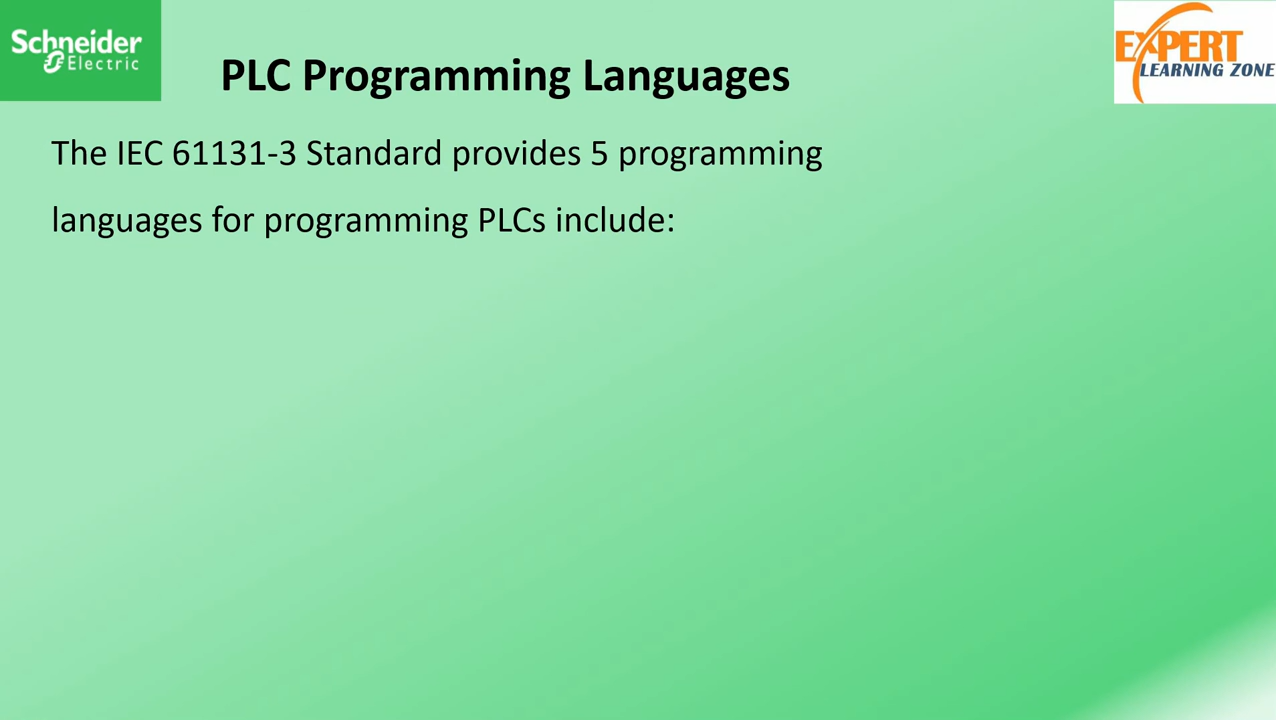 Schneider
Electric
EXPERT
LEARNING ZONE
PLC Programming Languages
The IEC 61131-3 Standard provides 5 programming
languages for programming PLCs include: